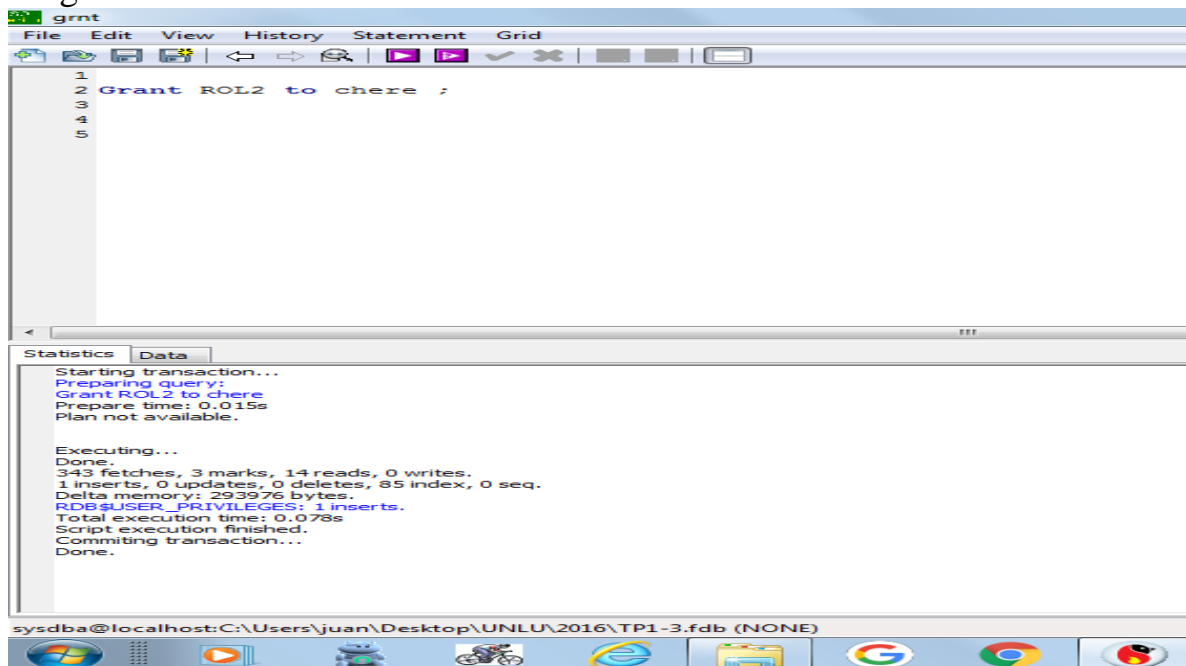 grnt
File Edit View History Statement Grid
1
2 Grant ROL2 to chere ;
3
4
5
Statistics Data
Starting transaction...
Preparing query:
Grant ROL2 to chere
Prepare time: 0.015s
Plan not available.
Executing...
Done.
343 fetches, 3 marks, 14 reads, 0 writes.
1 inserts, 0 updates, 0 deletes, 85 index, 0 seq.
Delta memory: 293976 bytes.
RDB$USER_PRIVILEGES: 1 inserts.
Total execution time: 0.078s
Script execution finished.
Commiting transaction...
Done.
sysdba@localhost:C:\Users\juan\Desktop\UNLU\2016\TP1-3.fdb (NONE)